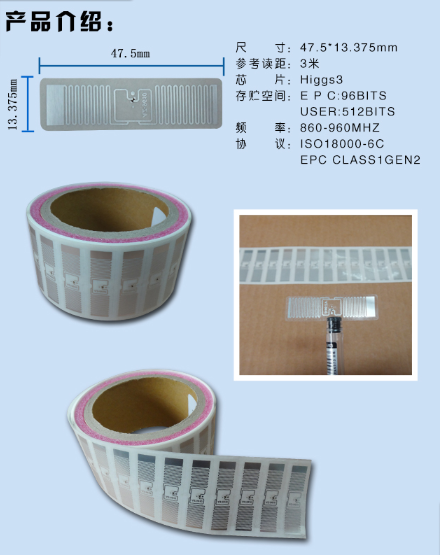 产品介绍：
47.5mm
13.375mm
尺 寸：47.5*13.375mm
参考读距：3米
芯 片：Higgs3
存贮空间：E P C:96BITS
USER:512BITS
频 率：860-960MHZ
协 议：ISO18000-6C
EPC CLASS1GEN2